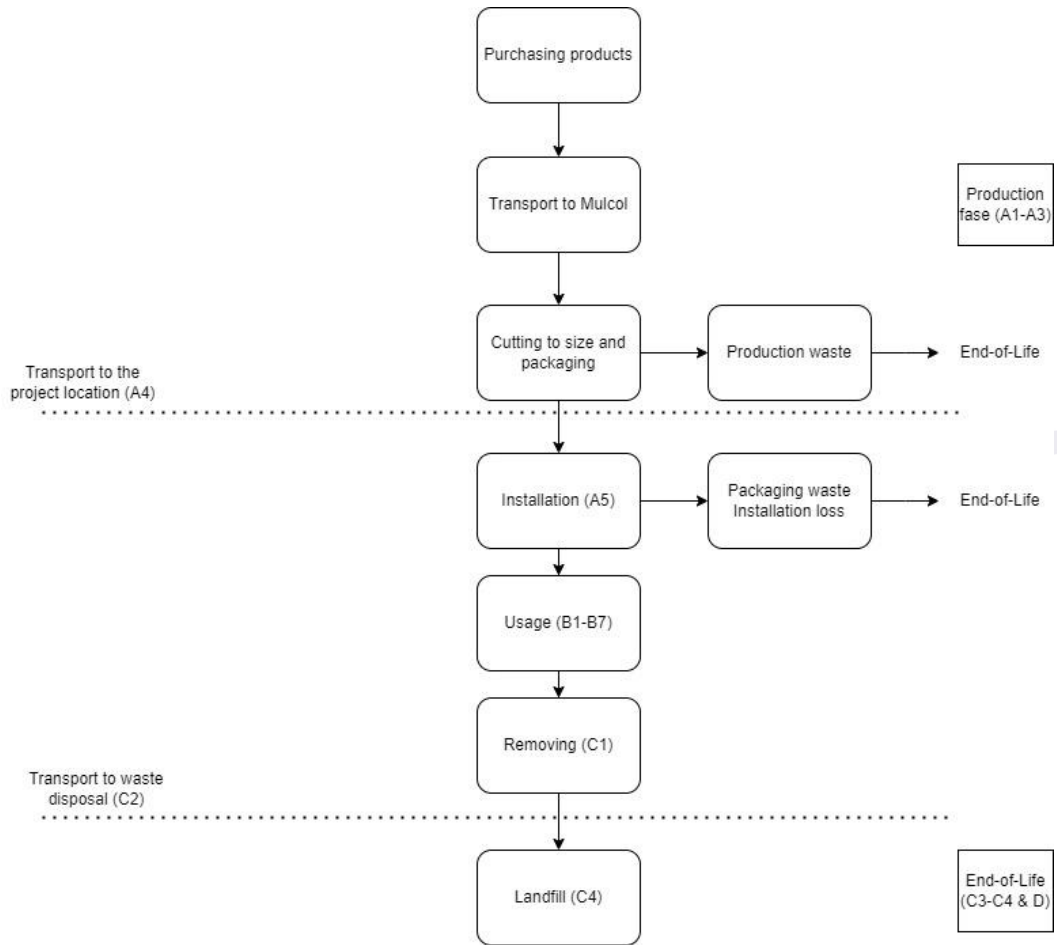 Purchasing products
Transport to Mulcol
Production
fase (A1-A3)
Cutting to size and
packaging
Production waste
End-of-Life
Transport to the
project location (A4)
Installation (A5)
Packaging waste
Installation loss
End-of-Life
Usage (B1-B7)
Removing (C1)
Transport to waste
disposal (C2)
Landfill (C4)
End-of-Life
(C3-C4 & D)